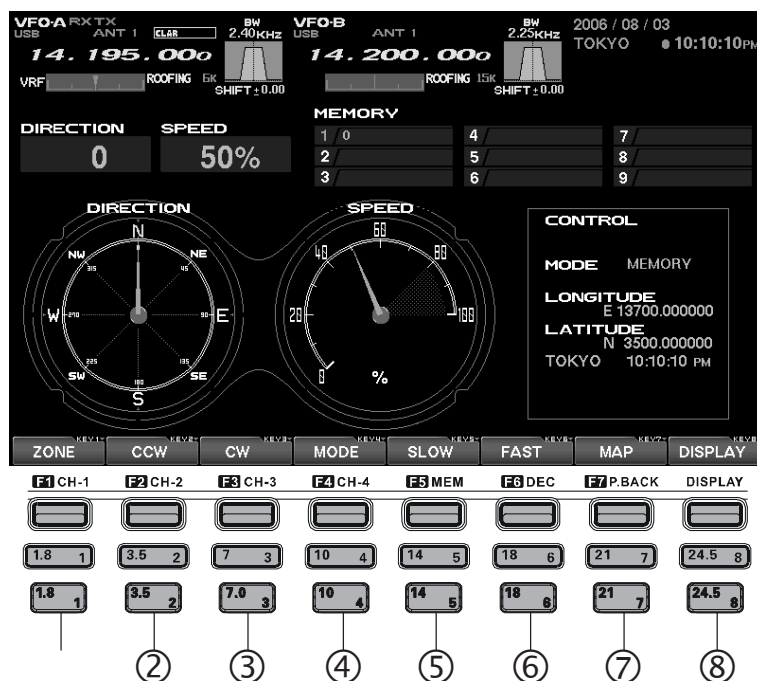 VFO-A RX TX
USB ANT 1 CLAR
BW
2.40KHz
14.195.000
VRF
ROOFING 6K
SHIFT ± 0.00
VFO-B
USB ANT 1
BW
2.25KHz
14.200.000
ROOFING 15K
SHIFT ± 0.00
2006 / 08 / 03
TOKYO 10:10:10PM
DIRECTION SPEED
0 50%
MEMORY
1 0 4 7
2 5 8
3 6 9
DIRECTION
N
NW NE
315 45
W 270 90 E
225 135
SW SE
180
S
SPEED
60
40 80
20 100
0 %
CONTROL
MODE MEMORY
LONGITUDE
E 13700.000000
LATITUDE
N 3500.000000
TOKYO 10:10:10 PM
KEY1 KEY2 KEY3 KEY4 KEY5 KEY6 KEY7 KEY8
ZONE CCW CW MODE SLOW FAST MAP DISPLAY
F1 CH-1 F2 CH-2 F3 CH-3 F4 CH-4 F5 MEM F6 DEC F7 P.BACK DISPLAY
1.8 1 3.5 2 7 3 10 4 14 5 18 6 21 7 24.5 8
1.8 1 3.5 2 7.0 3 10 4 14 5 18 6 21 7 24.5 8
② ③ ④ ⑤ ⑥ ⑦ ⑧